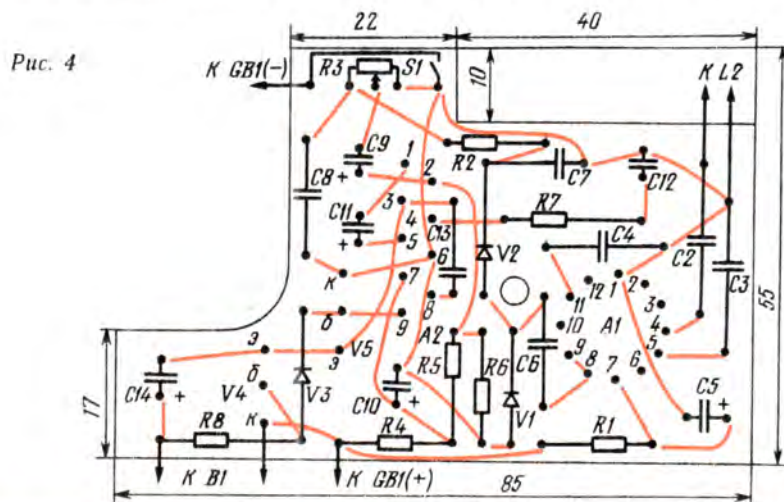 22
40
Рис. 4
К GB1(−)
R3
S1
10
К L2
C9
1
R2
C8
+
2
C7
C12
3
C11
4
C13
R7
+
5
V2
C4
6
C2
C3
К
7
12
1
2
11
3
55
б
9
8
10
A1
4
A2
C6
9
5
Э
V5
Э
8
7
6
17
C14
+
V4
б
V3
R5
R6
V1
C5
+
К
C10
+
R8
R4
R1
К B1
К GB1(+)
85